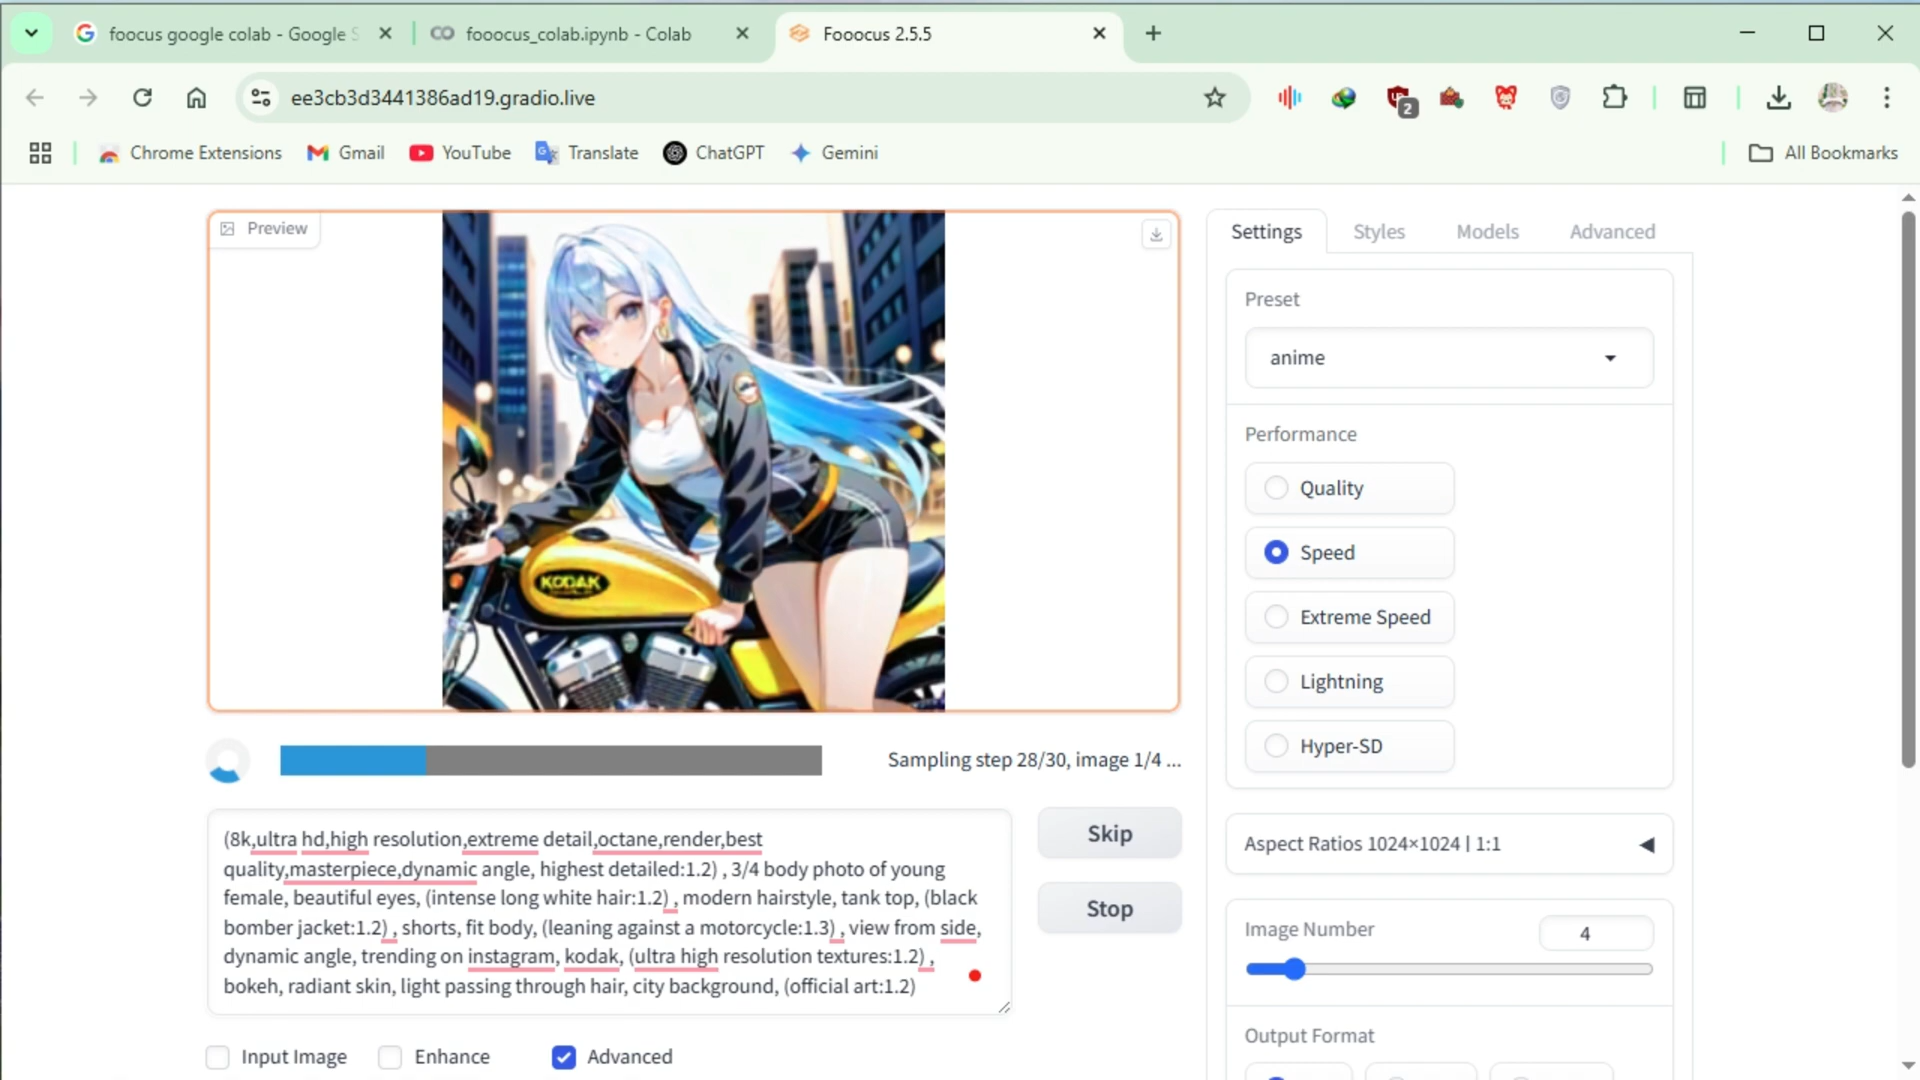 foocus google colab - Google S
fooocus_colab.ipynb - Colab
Fooocus 2.5.5
ee3cb3d3441386ad19.gradio.live
2
Chrome Extensions
Gmail
YouTube
Translate
ChatGPT
Gemini
All Bookmarks
Preview
KODAK
Sampling step 28/30, image 1/4 ...
(8k,ultra hd,high resolution,extreme detail,octane,render,best
quality,masterpiece,dynamic angle, highest detailed:1.2) , 3/4 body photo of young
female, beautiful eyes, (intense long white hair:1.2) , modern hairstyle, tank top, (black
bomber jacket:1.2) , shorts, fit body, (leaning against a motorcycle:1.3) , view from side,
dynamic angle, trending on instagram, kodak, (ultra high resolution textures:1.2) ,
bokeh, radiant skin, light passing through hair, city background, (official art:1.2)
Skip
Stop
Input Image
Enhance
Advanced
Settings
Styles
Models
Advanced
Preset
anime
Performance
Quality
Speed
Extreme Speed
Lightning
Hyper-SD
Aspect Ratios 1024×1024 | 1:1
Image Number
4
Output Format